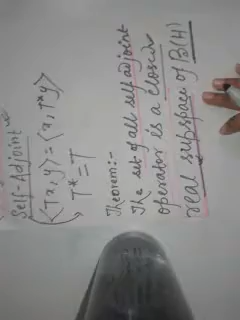 Self-Adjoint
⟨Tx, y⟩ = ⟨x, T*y⟩
T* = T
Theorem:-
The set of all self adjoint
operator is a closed
real subspace of B(H)